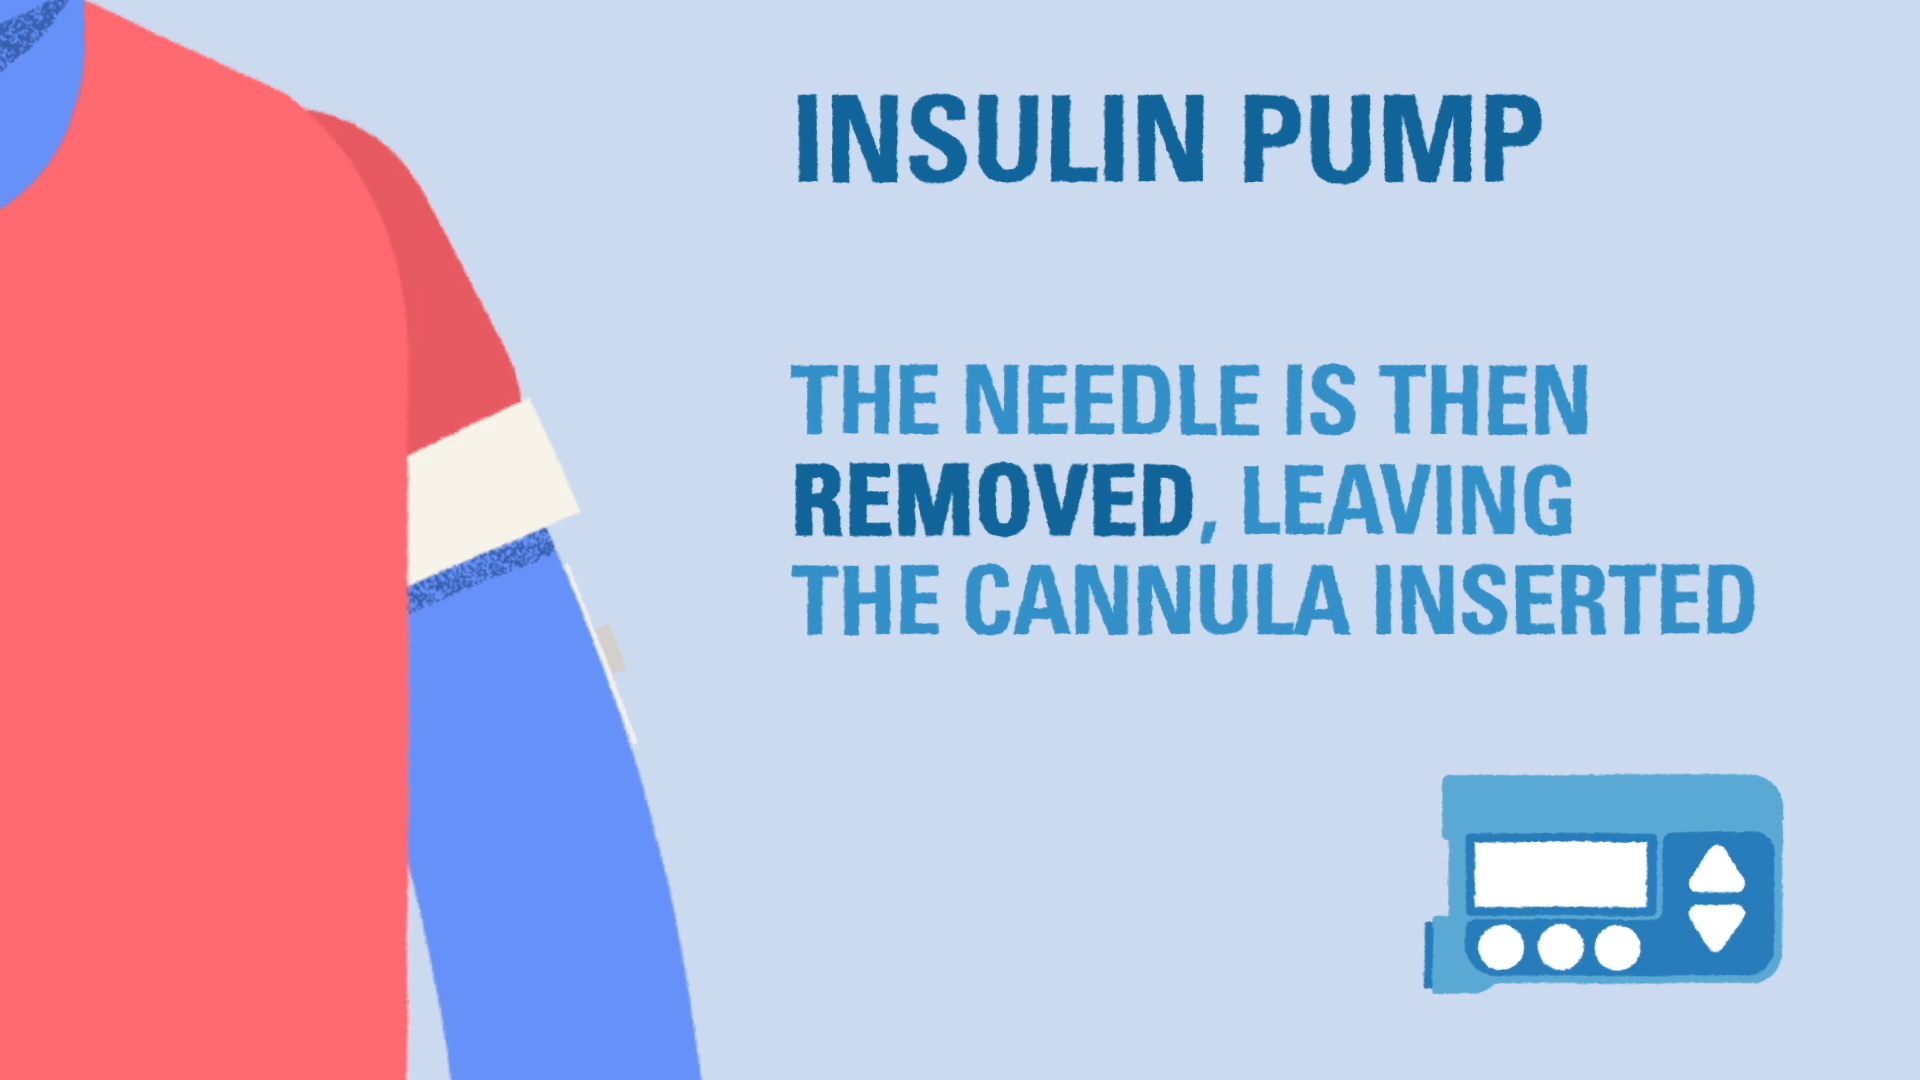 INSULIN PUMP
THE NEEDLE IS THEN
REMOVED, LEAVING
THE CANNULA INSERTED